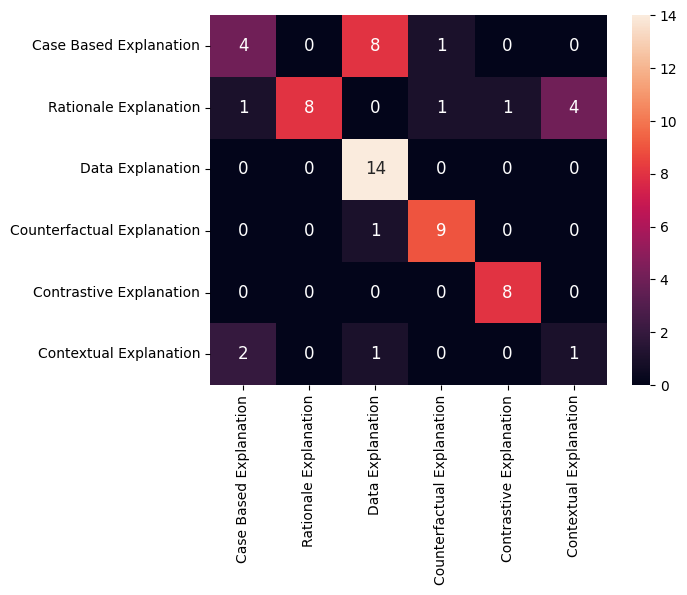 Case Based Explanation 4 0 8 1 0 0
Rationale Explanation 1 8 0 1 1 4
Data Explanation 0 0 14 0 0 0
Counterfactual Explanation 0 0 1 9 0 0
Contrastive Explanation 0 0 0 0 8 0
Contextual Explanation 2 0 1 0 0 1
Case Based Explanation
Rationale Explanation
Data Explanation
Counterfactual Explanation
Contrastive Explanation
Contextual Explanation
14
12
10
8
6
4
2
0